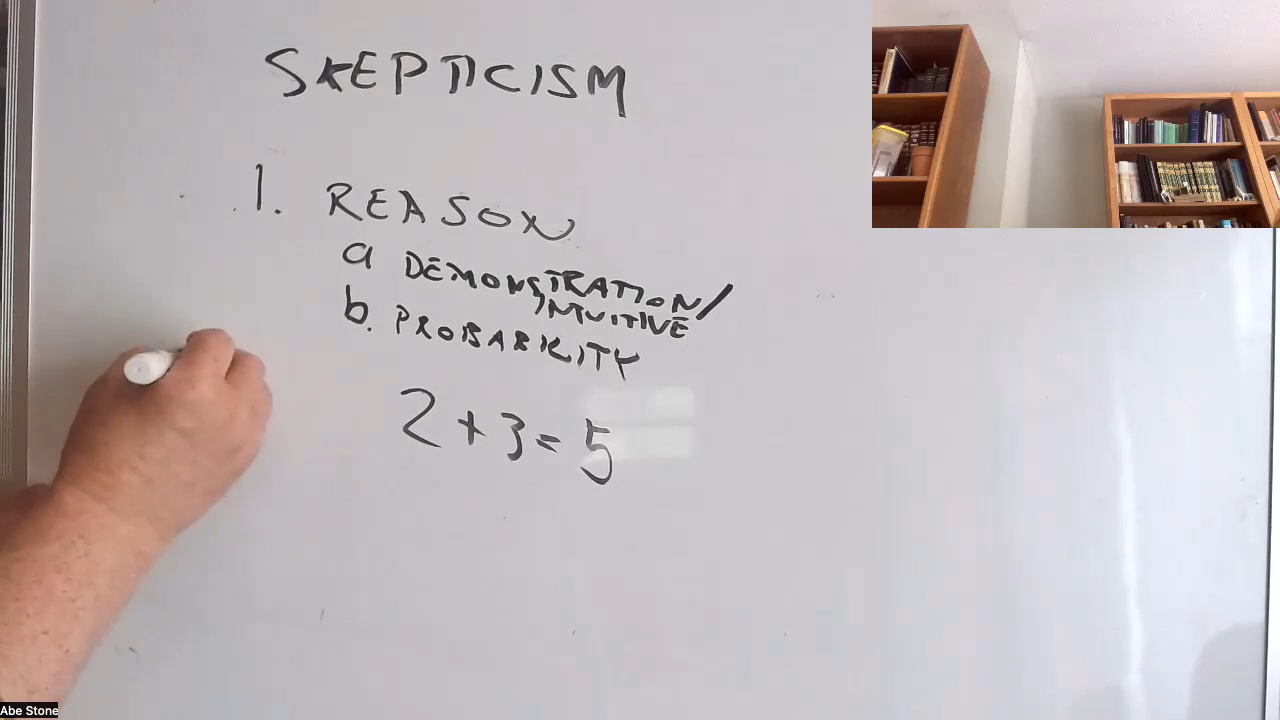 SKEPTICISM
1. REASON
a DEMONSTRATION/
INTUITIVE
b. PROBABILITY
2+3=5
Abe Stone